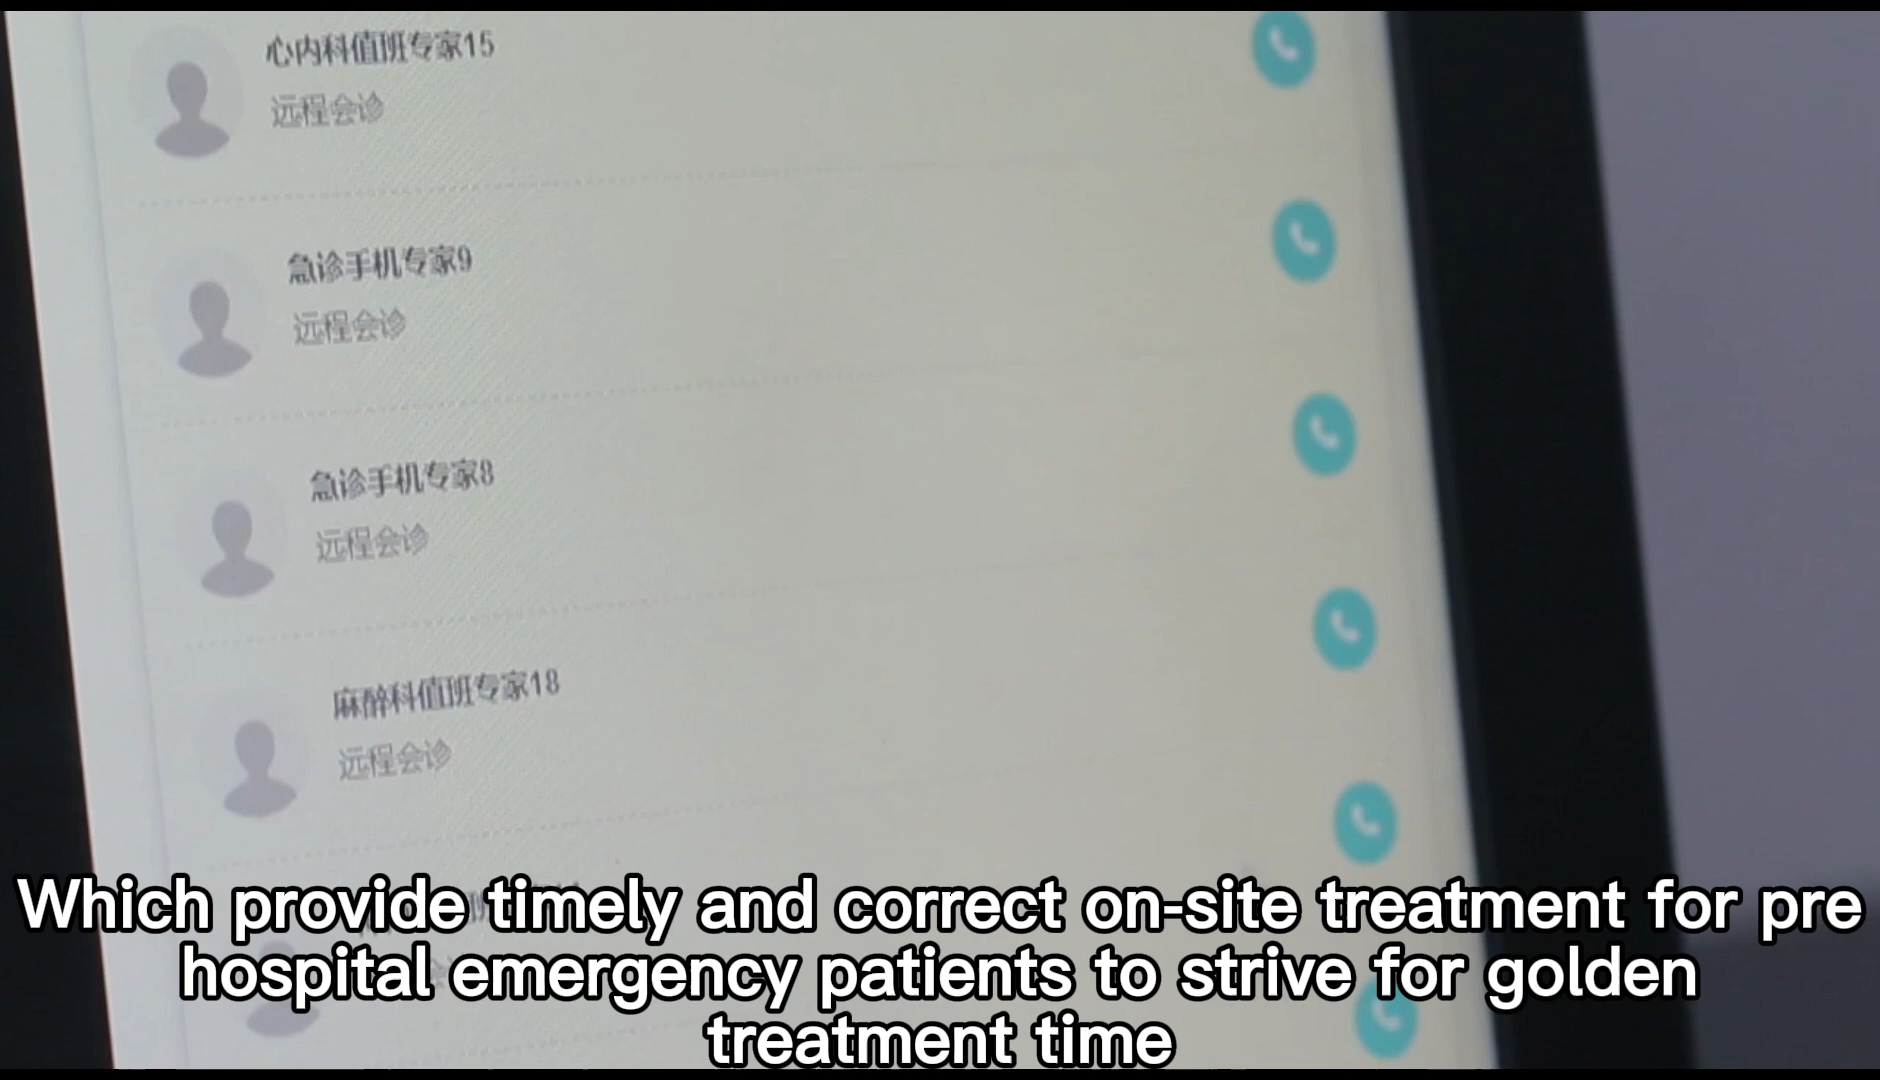 心内科值班专家15
远程会诊
急诊手机专家9
远程会诊
急诊手机专家8
远程会诊
麻醉科值班专家18
远程会诊
Which provide timely and correct on-site treatment for pre
hospital emergency patients to strive for golden
treatment time